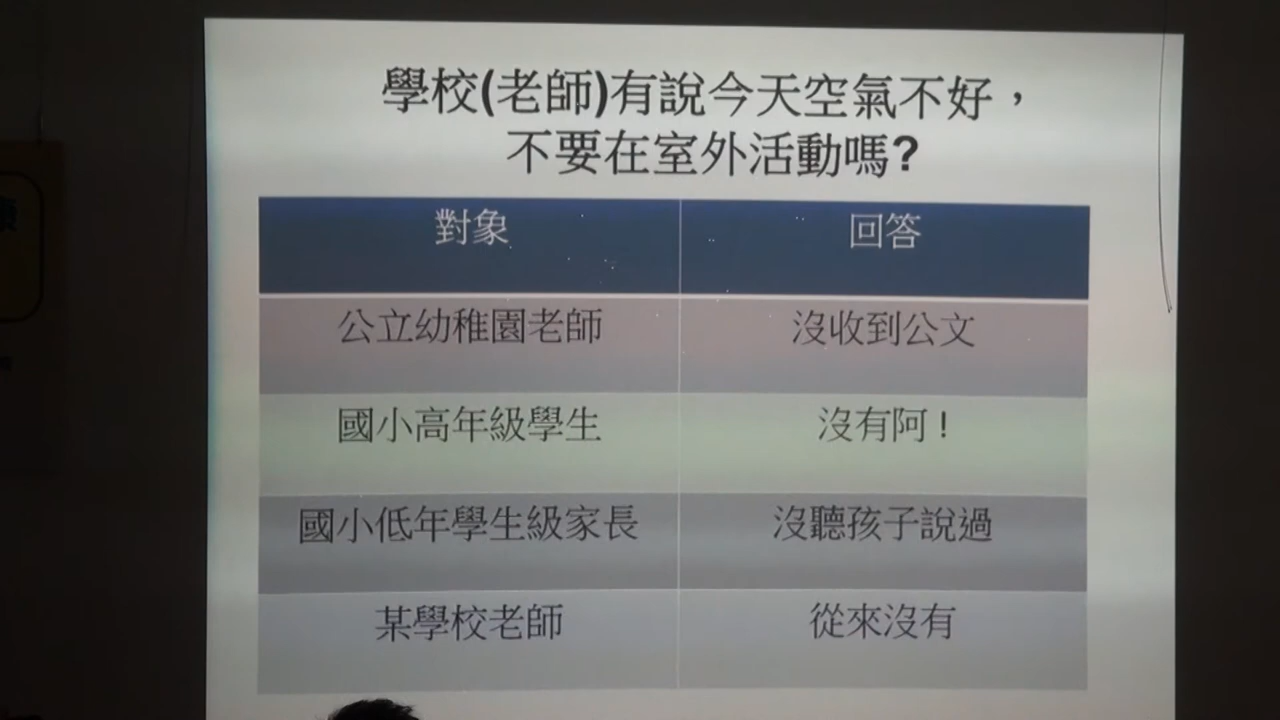 學校(老師)有說今天空氣不好，
不要在室外活動嗎?
對象 回答
公立幼稚園老師 沒收到公文
國小高年級學生 沒有阿！
國小低年學生級家長 沒聽孩子說過
某學校老師 從來沒有